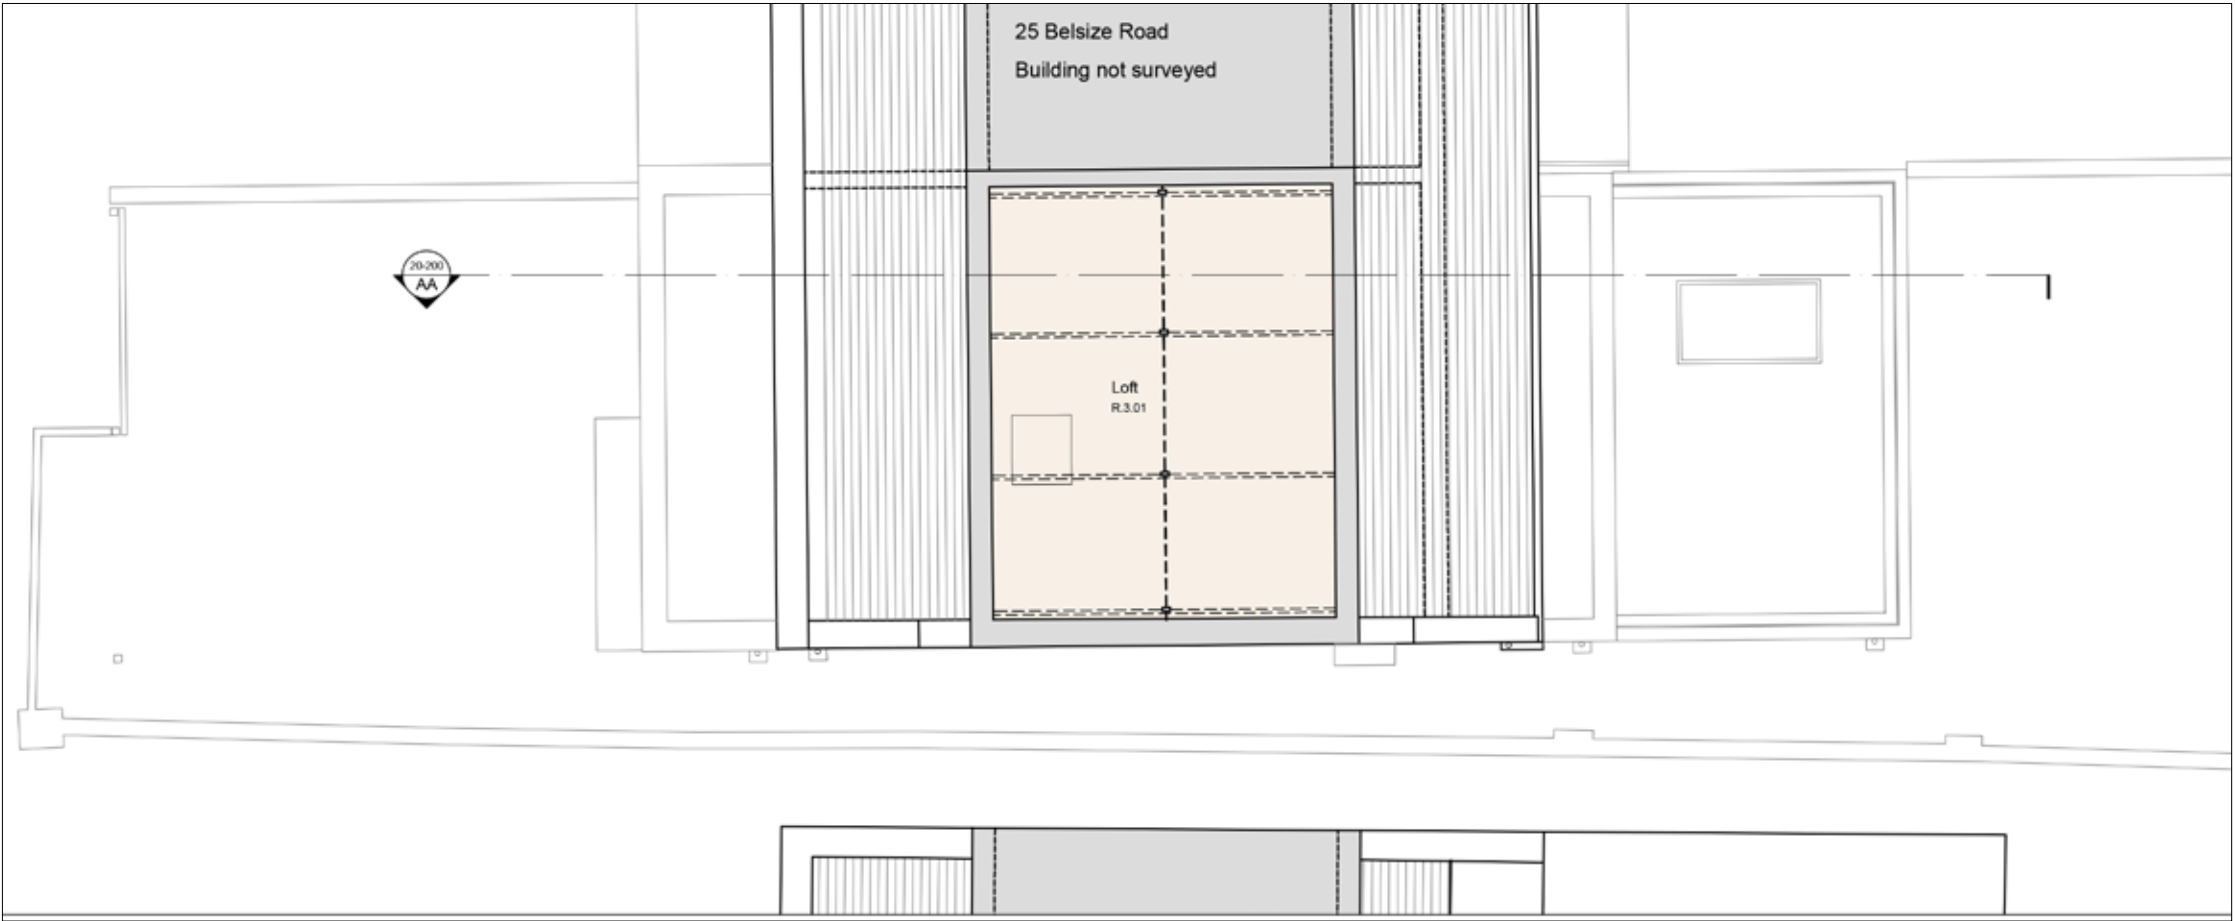 25 Belsize Road
Building not surveyed
20-200
AA
Loft
R.3.01